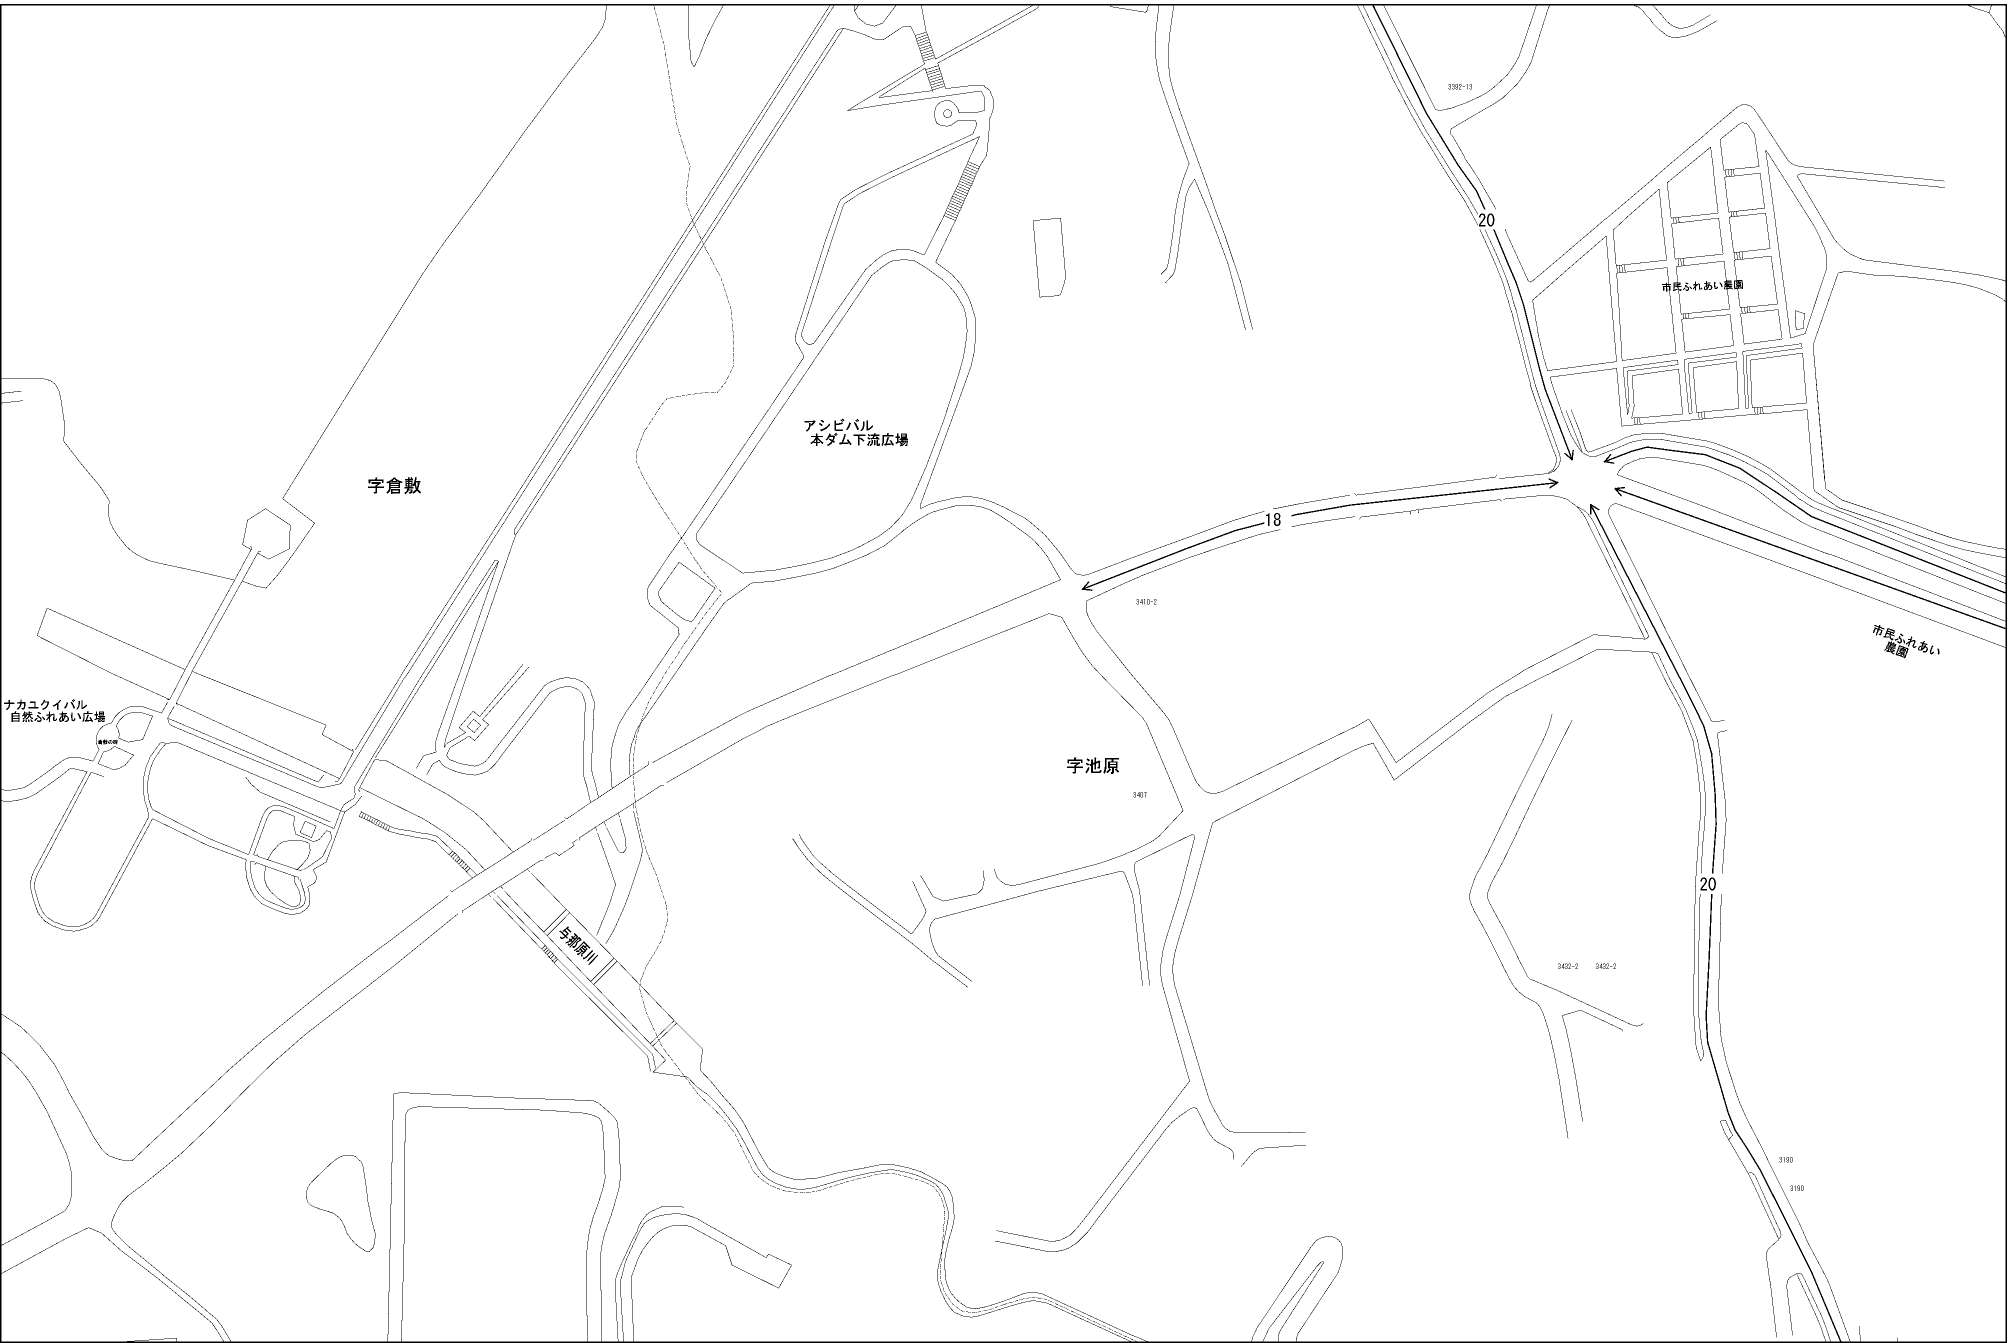 3392-13
20
市民ふれあい農園
アシビバル
本ダム下流広場
字倉敷
18
3410-2
市民ふれあい
農園
ナカユクイバル
自然ふれあい広場
字池原
3407
20
与那原川
3432-2 3432-2
3190
3190